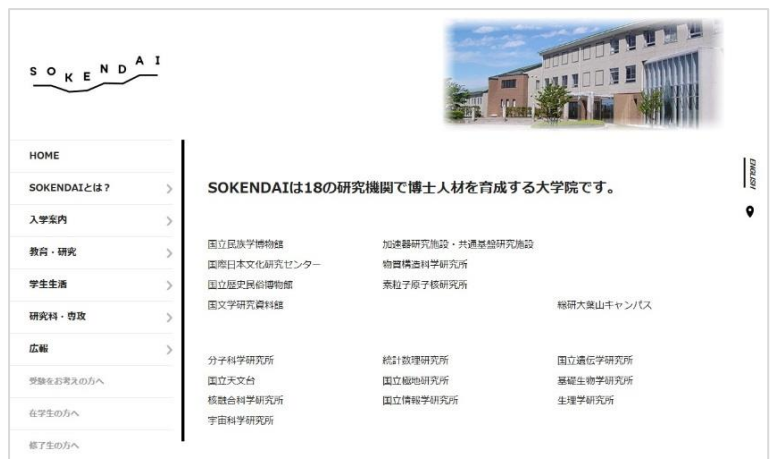 SOKENDAI
HOME
SOKENDAIとは？
入学案内
教育・研究
学生生活
研究科・専攻
広報
受験をお考えの方へ
在学生の方へ
修了生の方へ
SOKENDAIは18の研究機関で博士人材を育成する大学院です。
国立民族学博物館 加速器研究施設・共通基盤研究施設
国際日本文化研究センター 物質構造科学研究所
国立歴史民俗博物館 素粒子原子核研究所
国文学研究資料館 総研大葉山キャンパス
分子科学研究所 統計数理研究所 国立遺伝学研究所
国立天文台 国立極地研究所 基礎生物学研究所
核融合科学研究所 国立情報学研究所 生理学研究所
宇宙科学研究所
ENGLISH